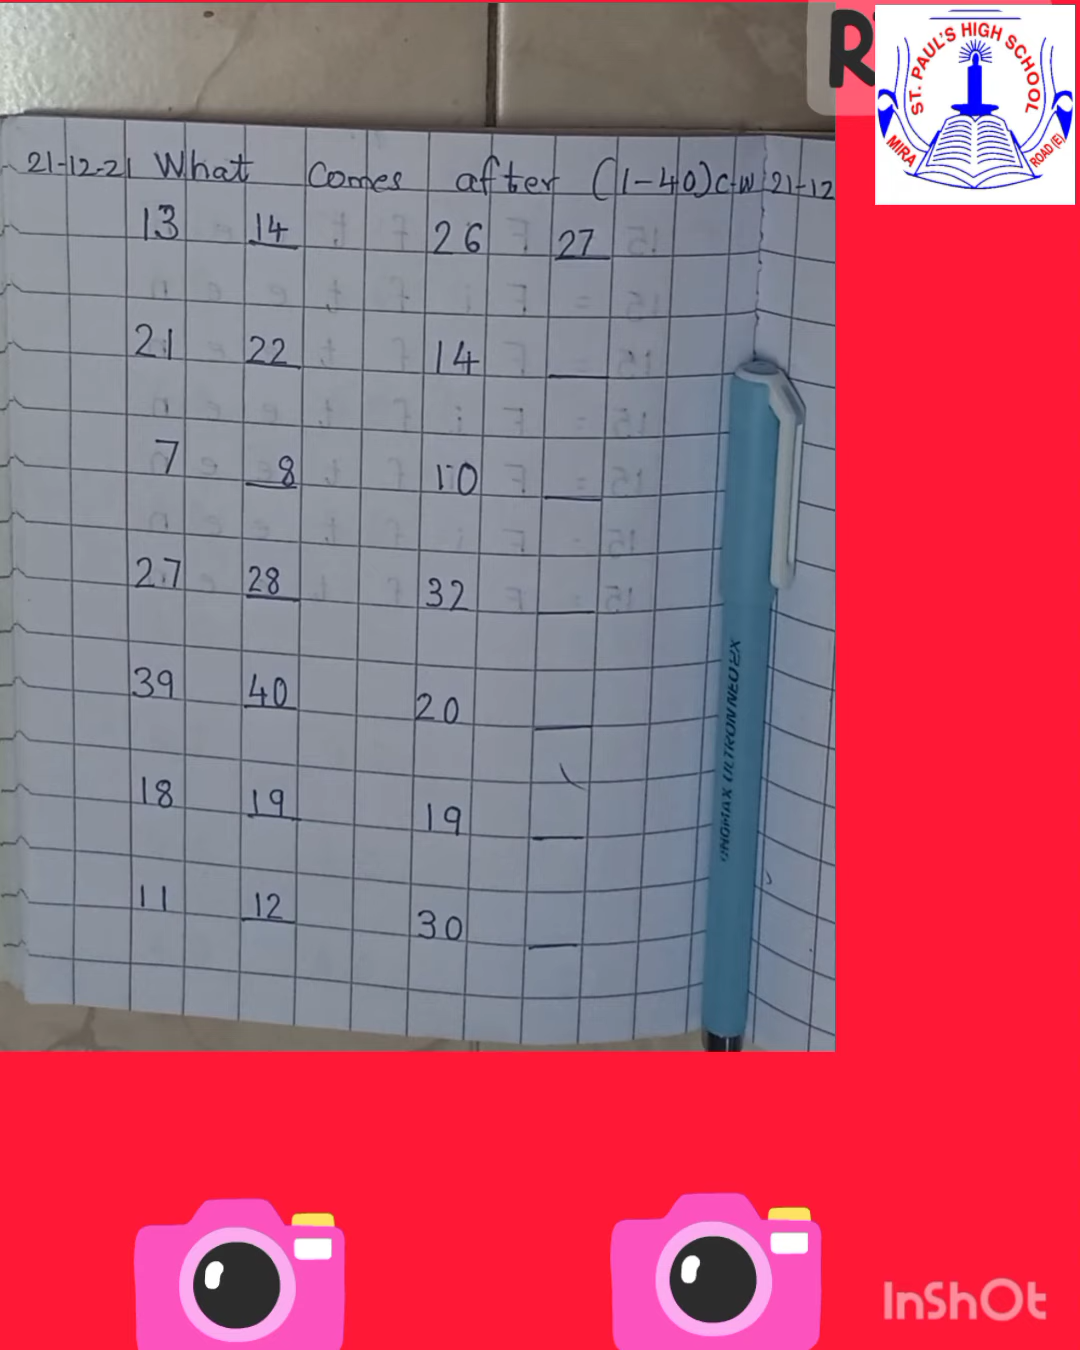 ST. PAUL'S HIGH SCHOOL
MIRA ROAD (E)
21-12-21 What comes after (1-40) C.W 21-12
13 14 26 27
21 22 14
7 8 10
27 28 32
39 40 20
18 19 19
11 12 30
ULTRON NEO 2X
InShOt